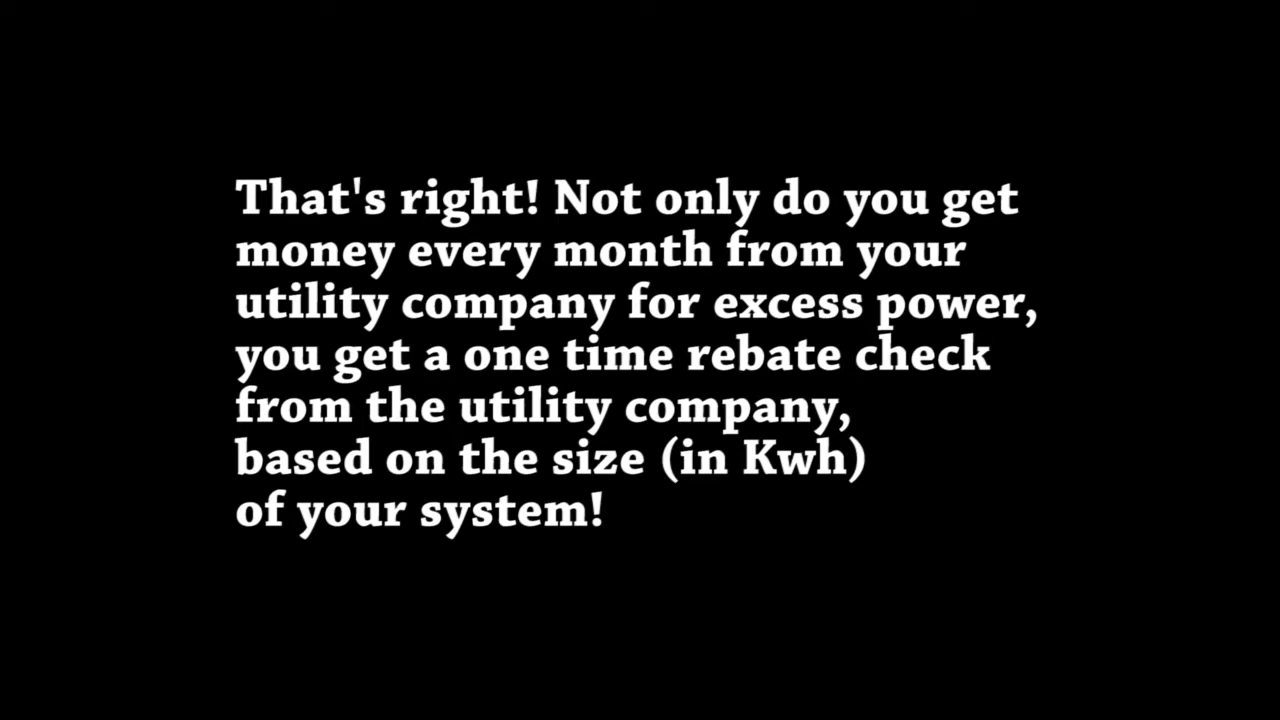 That's right! Not only do you get
money every month from your
utility company for excess power,
you get a one time rebate check
from the utility company,
based on the size (in Kwh)
of your system!